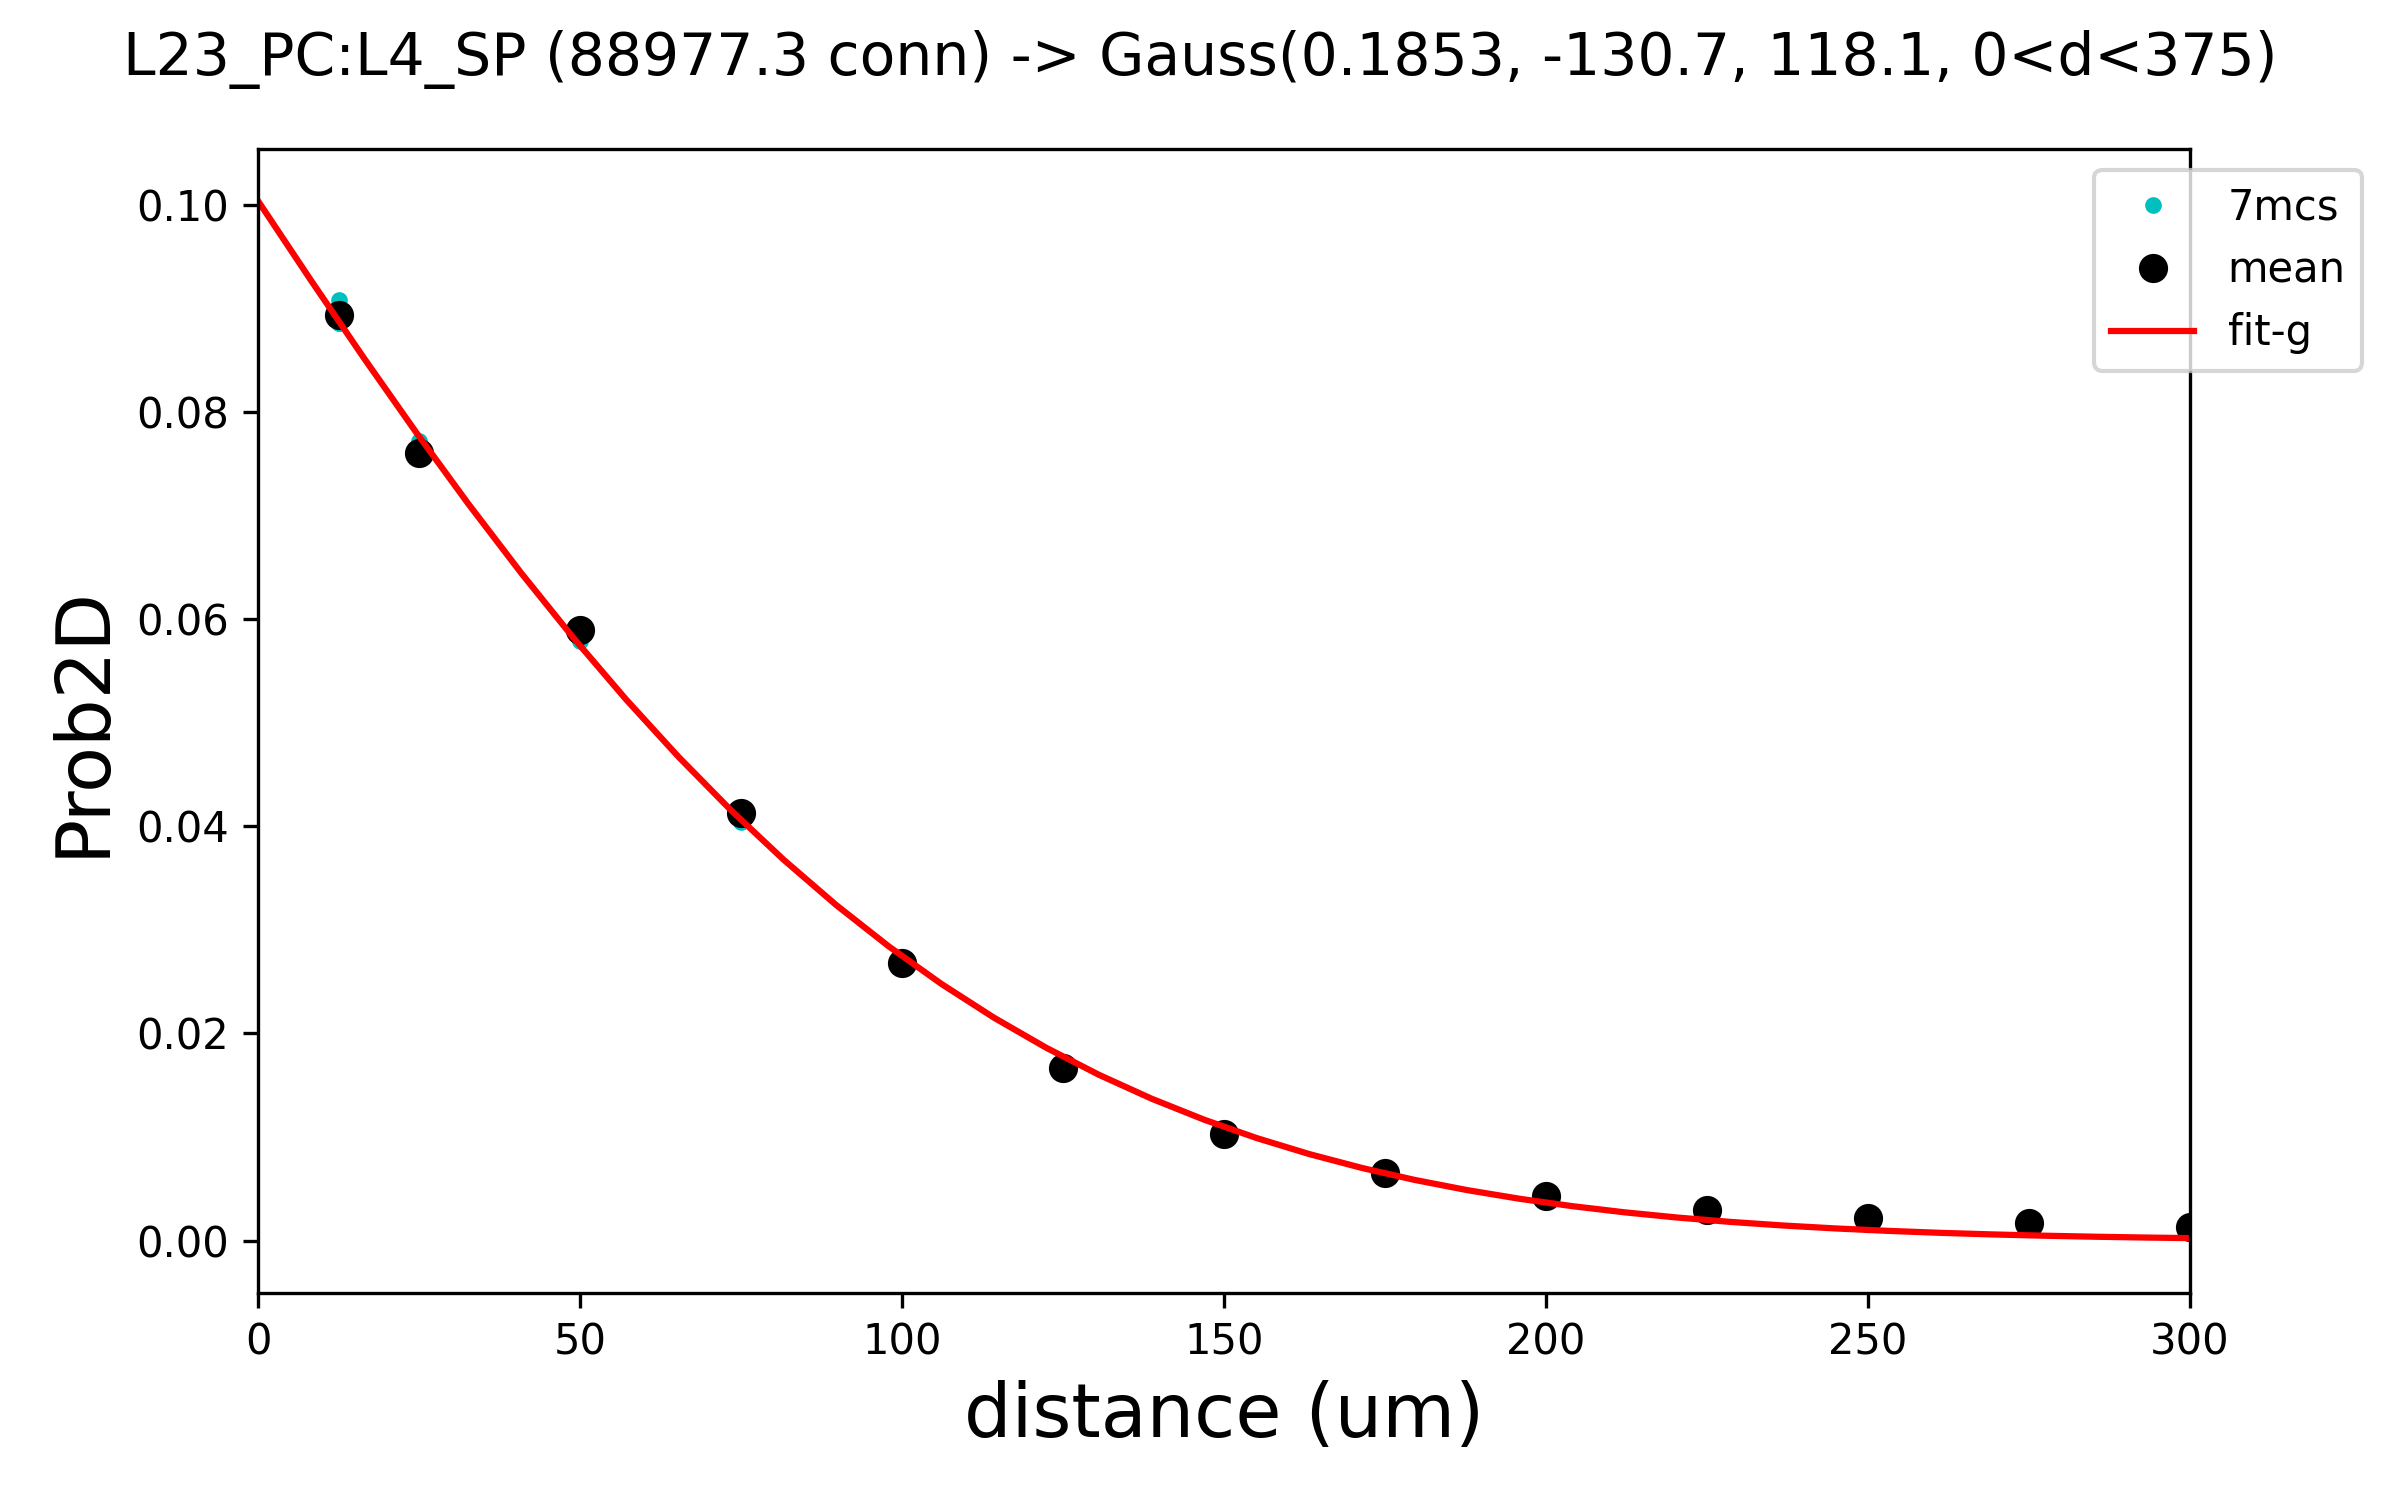 L23_PC:L4_SP (88977.3 conn) -> Gauss(0.1853, -130.7, 118.1, 0<d<375)
7mcs
mean
fit-g
0.10
0.08
0.06
0.04
0.02
0.00
Prob2D
0 50 100 150 200 250 300
distance (um)